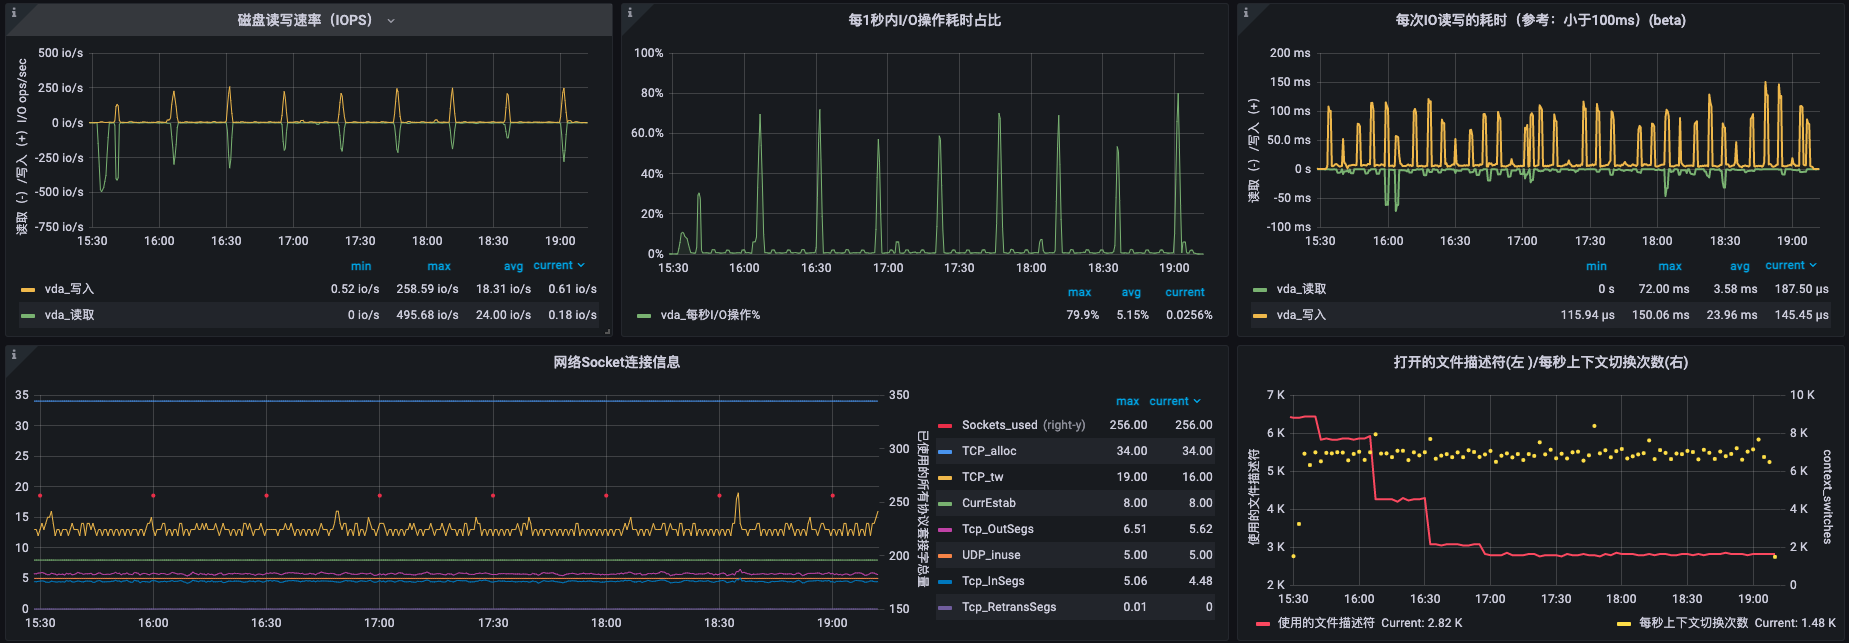 磁盘读写速率（IOPS）
500 io/s
250 io/s
0 io/s
-250 io/s
-500 io/s
-750 io/s
读取（-）/写入（+）I/O ops/sec
15:30 16:00 16:30 17:00 17:30 18:00 18:30 19:00
min max avg current
vda_写入 0.52 io/s 258.59 io/s 18.31 io/s 0.61 io/s
vda_读取 0 io/s 495.68 io/s 24.00 io/s 0.18 io/s
每1秒内I/O操作耗时占比
100%
80%
60.0%
40%
20%
0%
15:30 16:00 16:30 17:00 17:30 18:00 18:30 19:00
max avg current
vda_每秒I/O操作% 79.9% 5.15% 0.0256%
每次IO读写的耗时（参考：小于100ms）(beta)
200 ms
150 ms
100 ms
50.0 ms
0 s
-50 ms
-100 ms
读取（-）/写入（+）
15:30 16:00 16:30 17:00 17:30 18:00 18:30 19:00
min max avg current
vda_读取 0 s 72.00 ms 3.58 ms 187.50 µs
vda_写入 115.94 µs 150.06 ms 23.96 ms 145.45 µs
网络Socket连接信息
35
30
25
20
15
10
5
0
350
300
250
200
150
已使用的所有协议套接字总量
15:30 16:00 16:30 17:00 17:30 18:00 18:30 19:00
max current
Sockets_used (right-y) 256.00 256.00
TCP_alloc 34.00 34.00
TCP_tw 19.00 16.00
CurrEstab 8.00 8.00
Tcp_OutSegs 6.51 5.62
UDP_inuse 5.00 5.00
Tcp_InSegs 5.06 4.48
Tcp_RetransSegs 0.01 0
打开的文件描述符(左 )/每秒上下文切换次数(右)
7 K
6 K
5 K
4 K
3 K
2 K
使用的文件描述符
10 K
8 K
6 K
4 K
2 K
0
context_switches
15:30 16:00 16:30 17:00 17:30 18:00 18:30 19:00
使用的文件描述符 Current: 2.82 K
每秒上下文切换次数 Current: 1.48 K